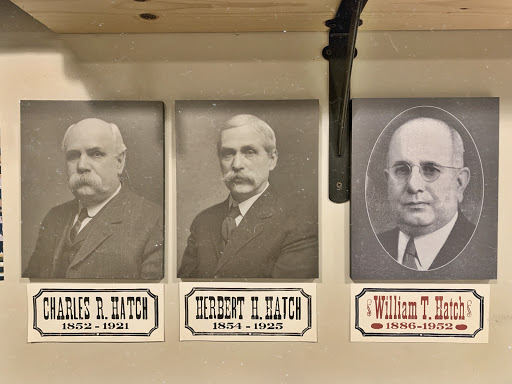 CHARLES R. HATCH
1852 - 1921
HERBERT H. HATCH
1854 - 1925
William T. Hatch
1886-1952